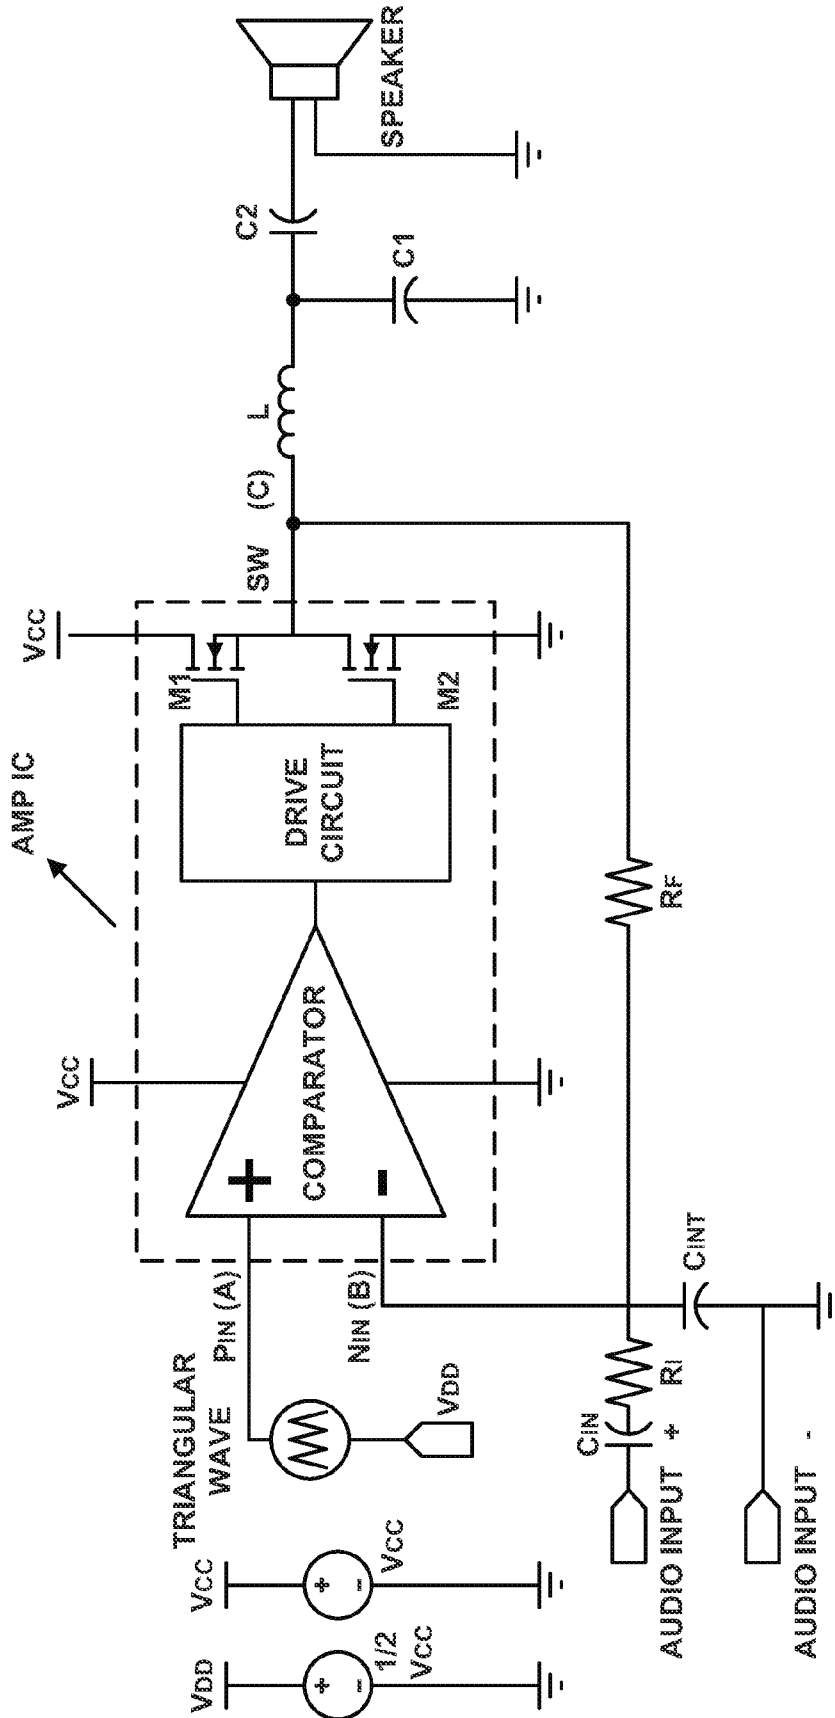 VDD
1/2
VCC
VCC
VCC
TRIANGULAR
WAVE
VDD
PIN (A)
NIN (B)
AUDIO INPUT +
CIN
RI
AUDIO INPUT -
CINT
VCC
+
-
COMPARATOR
AMP IC
DRIVE
CIRCUIT
RF
VCC
M1
M2
SW (C)
L
C1
C2
SPEAKER